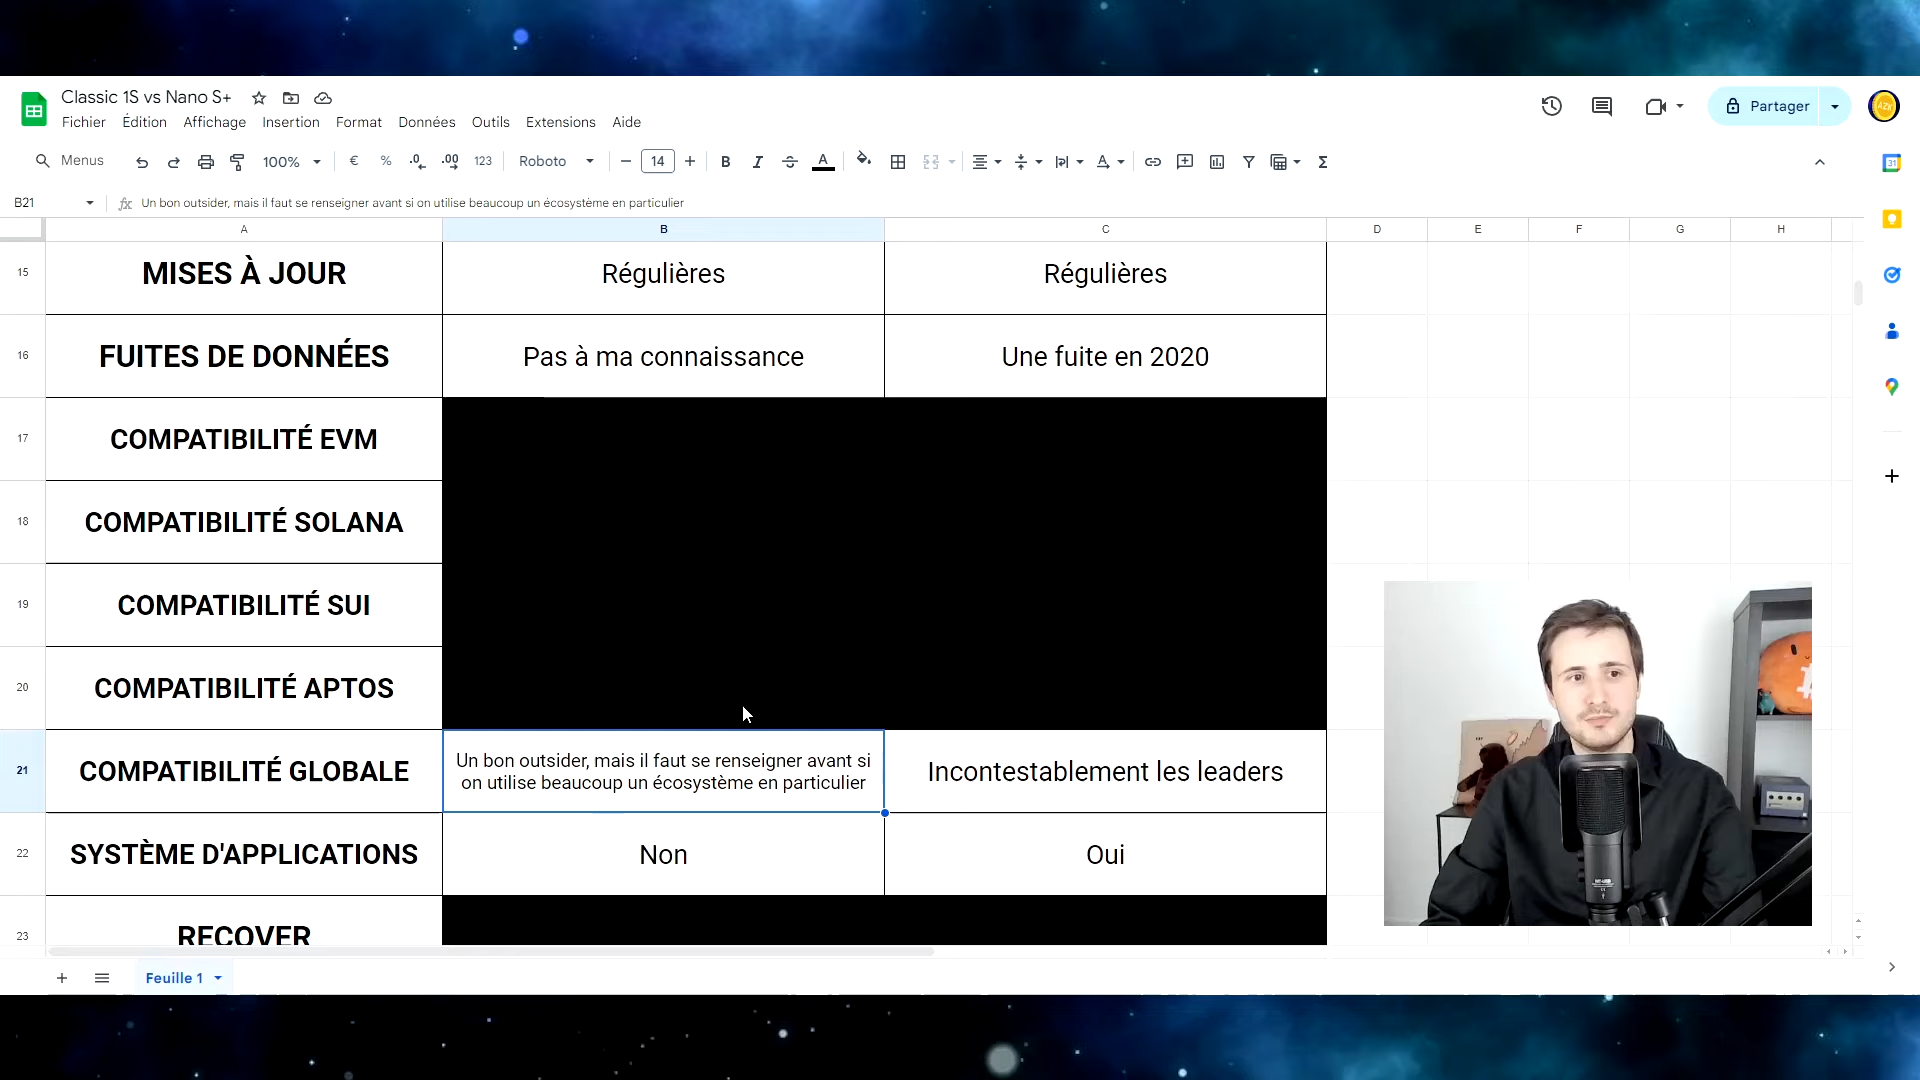 Classic 1S vs Nano S+
Fichier Édition Affichage Insertion Format Données Outils Extensions Aide
Partager
Menus 100% € % .0 .00 123 Roboto 14 B I A Σ
31
B21 fx Un bon outsider, mais il faut se renseigner avant si on utilise beaucoup un écosystème en particulier
A B C D E F G H
15 MISES À JOUR Régulières Régulières
16 FUITES DE DONNÉES Pas à ma connaissance Une fuite en 2020
17 COMPATIBILITÉ EVM
18 COMPATIBILITÉ SOLANA
19 COMPATIBILITÉ SUI
20 COMPATIBILITÉ APTOS
21 COMPATIBILITÉ GLOBALE Un bon outsider, mais il faut se renseigner avant si
on utilise beaucoup un écosystème en particulier Incontestablement les leaders
22 SYSTÈME D'APPLICATIONS Non Oui
23 RECOVER
Feuille 1